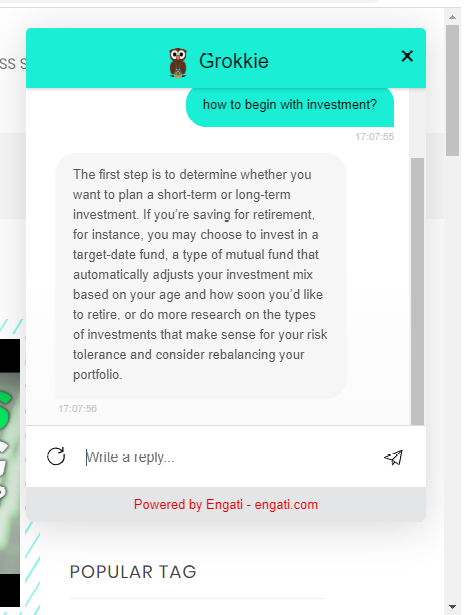 SS S
Grokkie
how to begin with investment?
17:07:55
The first step is to determine whether you
want to plan a short-term or long-term
investment. If you're saving for retirement,
for instance, you may choose to invest in a
target-date fund, a type of mutual fund that
automatically adjusts your investment mix
based on your age and how soon you'd like
to retire, or do more research on the types
of investments that make sense for your risk
tolerance and consider rebalancing your
portfolio.
17:07:56
Write a reply...
Powered by Engati - engati.com
POPULAR TAG